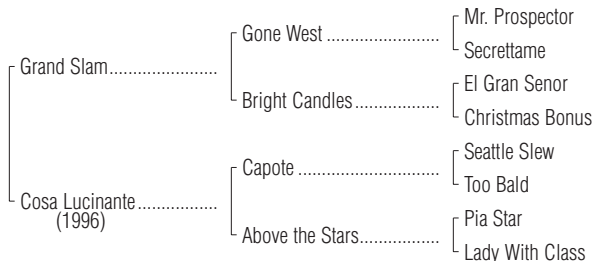 Mr. Prospector
Gone West ......................
Secrettame
Grand Slam......................
El Gran Senor
Bright Candles.................
Christmas Bonus
Seattle Slew
Capote ............................
Too Bald
Cosa Lucinante................
(1996)
Pia Star
Above the Stars................
Lady With Class